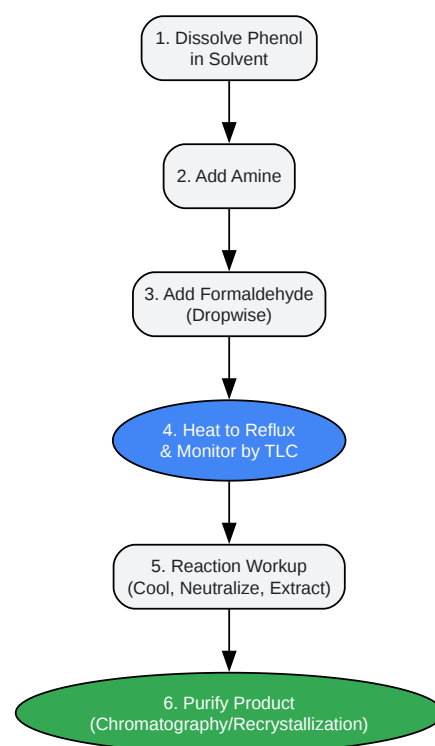 1. Dissolve Phenol
in Solvent
2. Add Amine
3. Add Formaldehyde
(Dropwise)
4. Heat to Reflux
& Monitor by TLC
5. Reaction Workup
(Cool, Neutralize, Extract)
6. Purify Product
(Chromatography/Recrystallization)